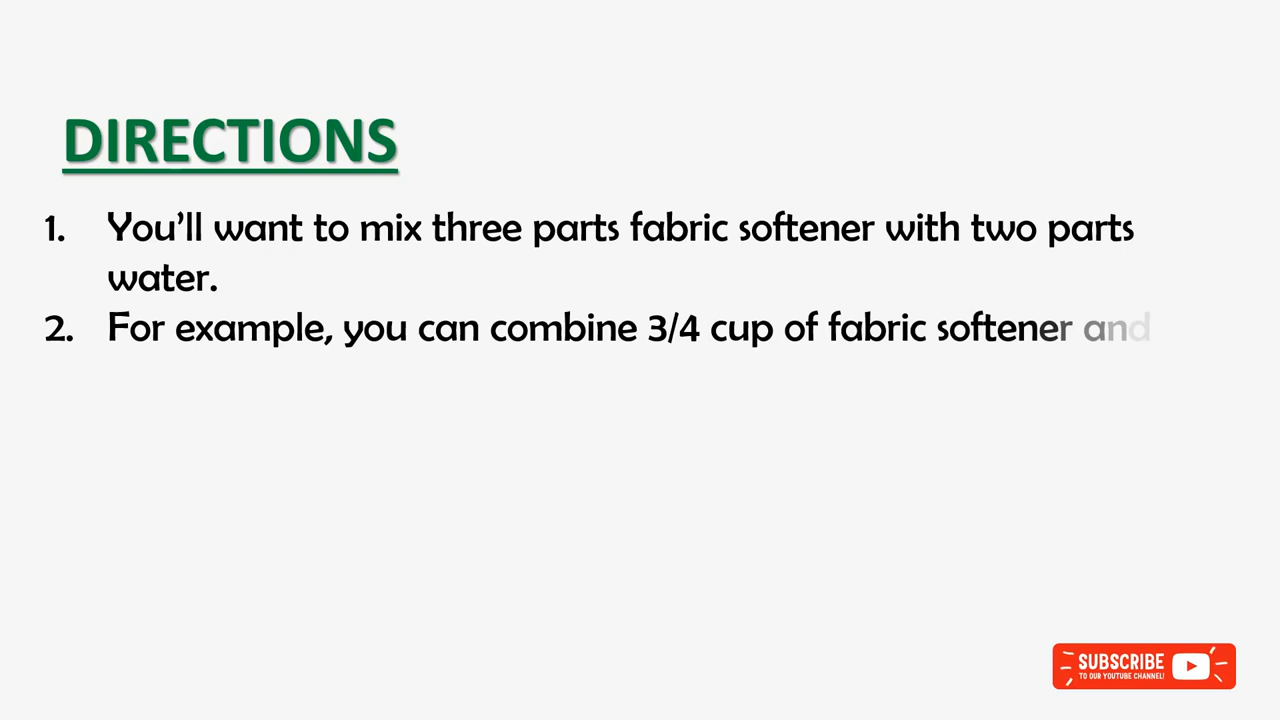 DIRECTIONS
1. You’ll want to mix three parts fabric softener with two parts
water.
2. For example, you can combine 3/4 cup of fabric softener and
SUBSCRIBE
TO OUR YOUTUBE CHANNEL!